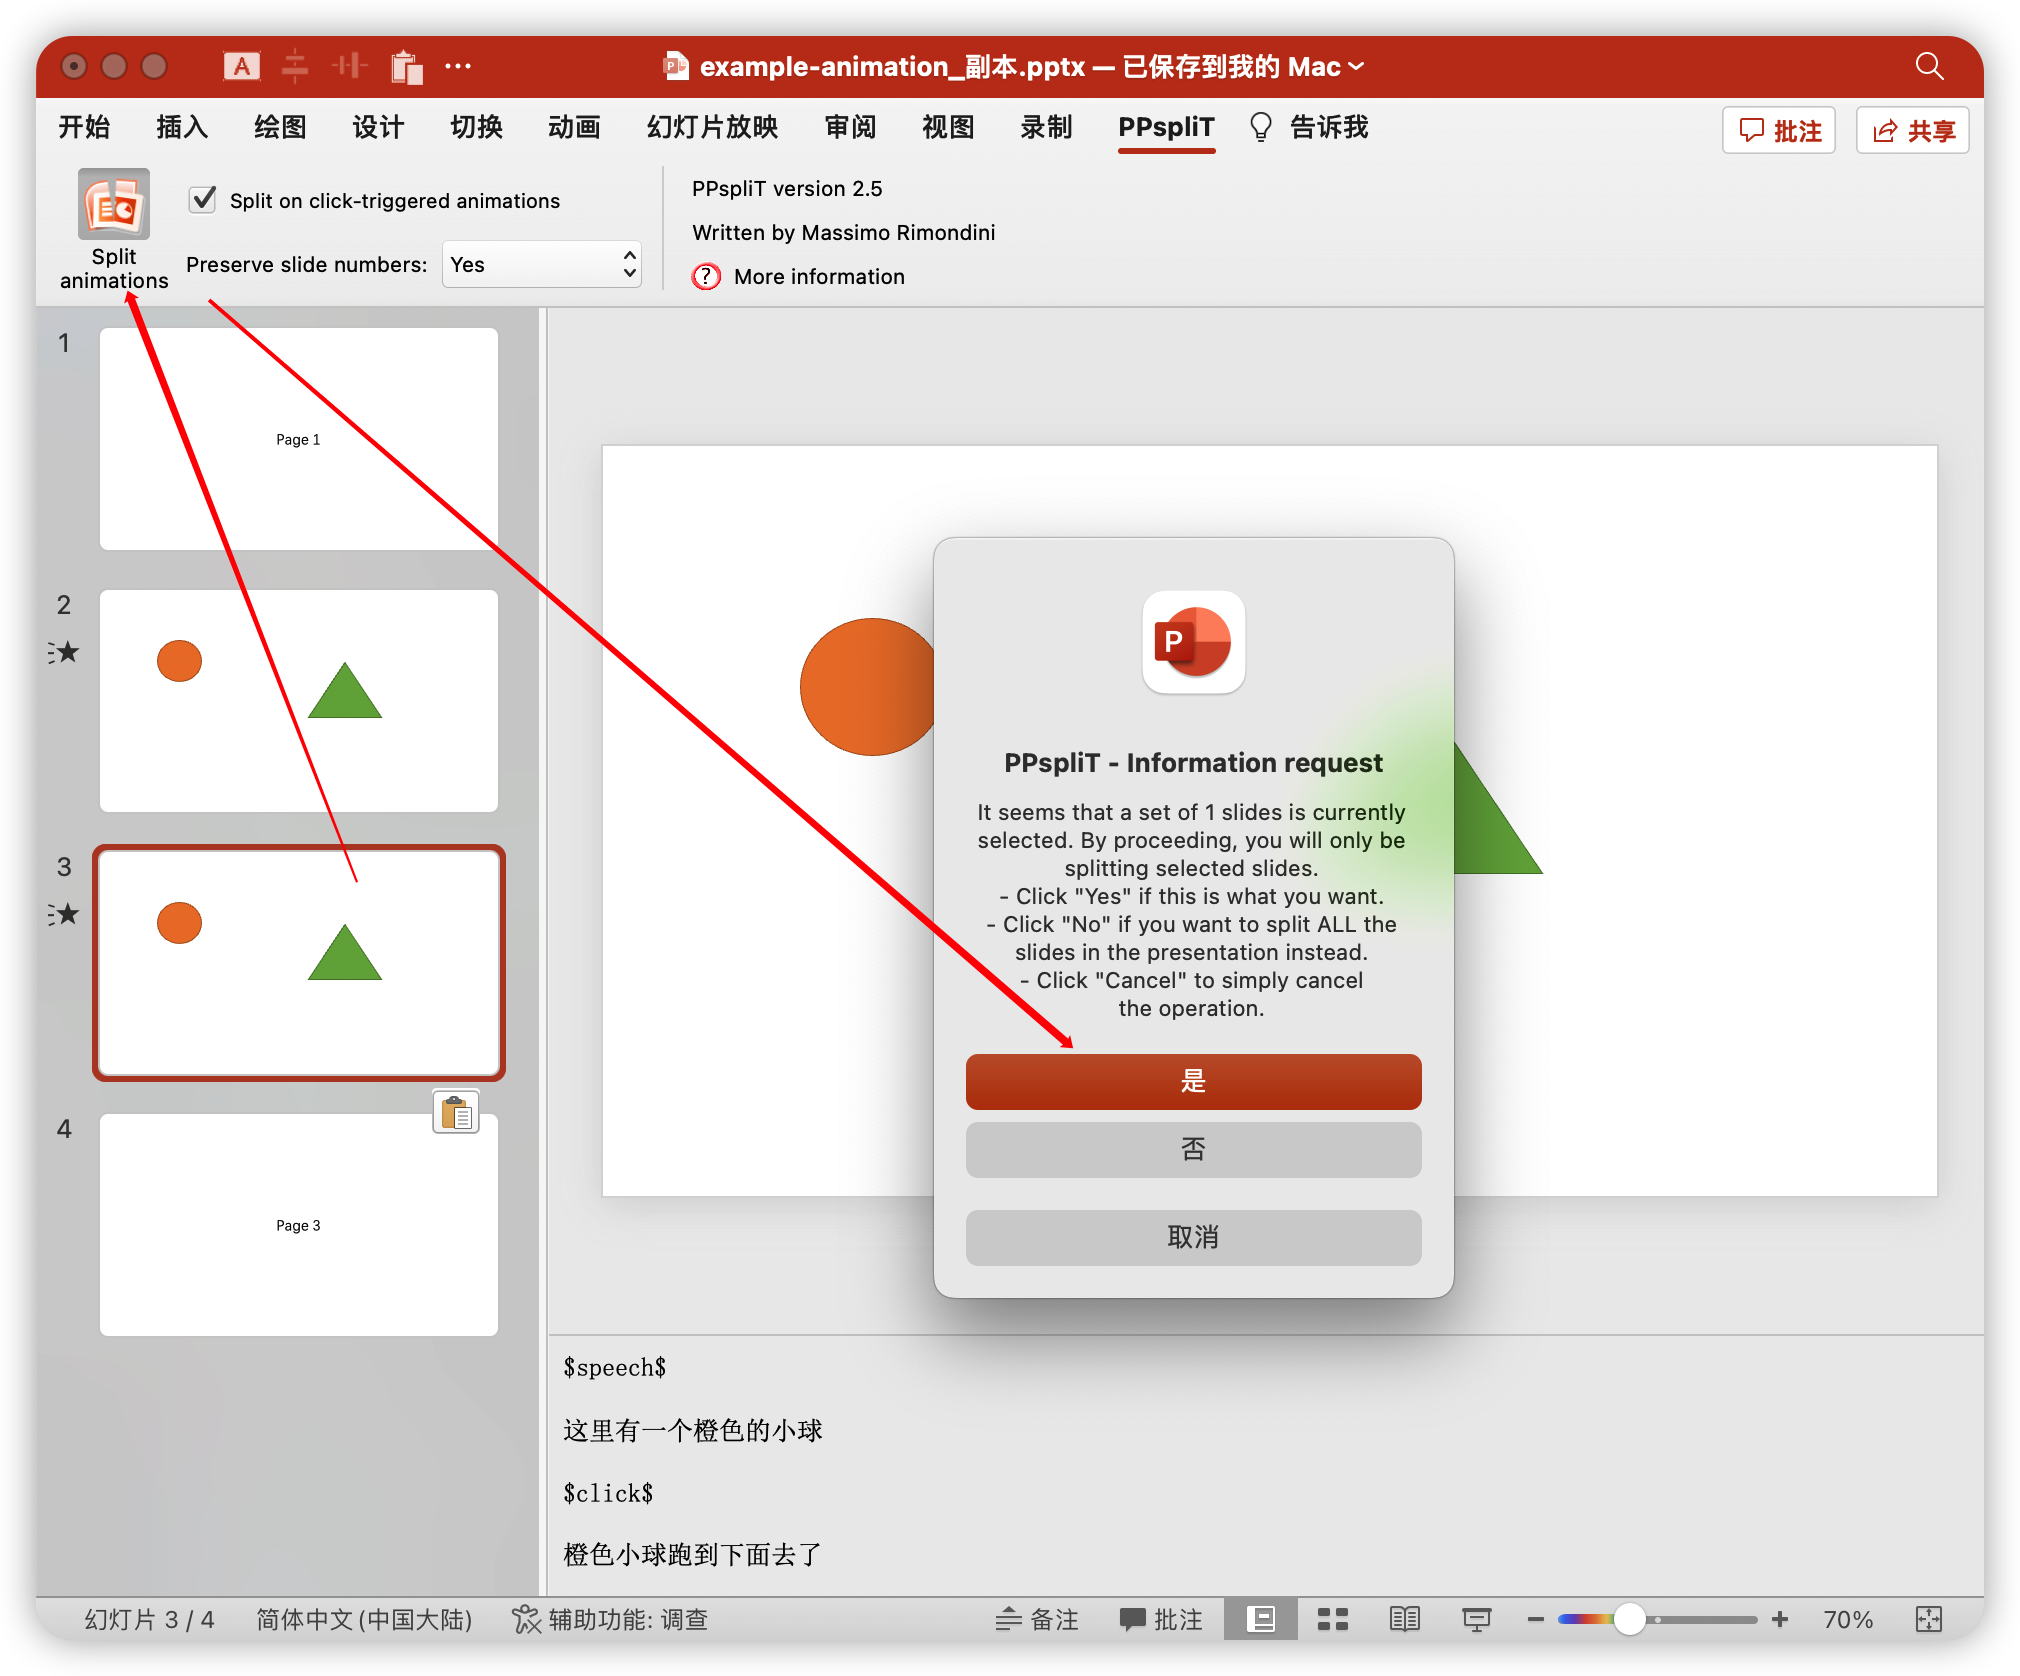 A
example-animation_副本.pptx — 已保存到我的 Mac
开始 插入 绘图 设计 切换 动画 幻灯片放映 审阅 视图 录制 PPspliT 告诉我 批注 共享
Split animations
Split on click-triggered animations
Preserve slide numbers: Yes
PPspliT version 2.5
Written by Massimo Rimondini
? More information
1
Page 1
2
3
4
Page 3
P
PPspliT - Information request
It seems that a set of 1 slides is currently
selected. By proceeding, you will only be
splitting selected slides.
- Click "Yes" if this is what you want.
- Click "No" if you want to split ALL the
slides in the presentation instead.
- Click "Cancel" to simply cancel
the operation.
是
否
取消
$speech$
这里有一个橙色的小球
$click$
橙色小球跑到下面去了
幻灯片 3 / 4 简体中文 (中国大陆) 辅助功能: 调查 备注 批注 70%